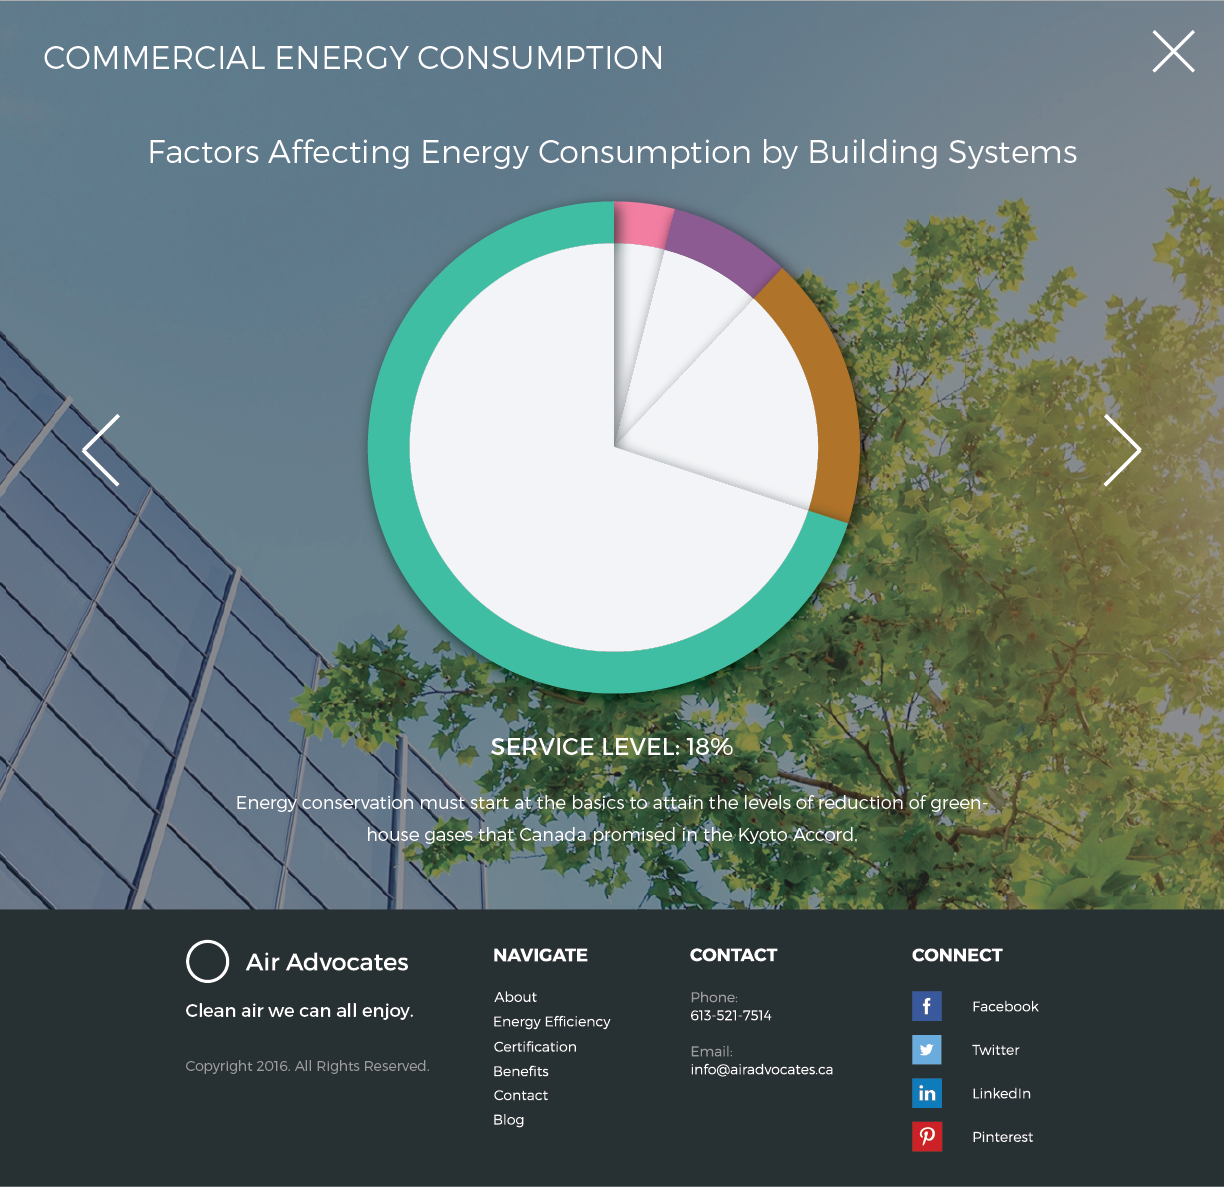 COMMERCIAL ENERGY CONSUMPTION
Factors Affecting Energy Consumption by Building Systems
SERVICE LEVEL: 18%
Energy conservation must start at the basics to attain the levels of reduction of green-
house gases that Canada promised in the Kyoto Accord.
Air Advocates
Clean air we can all enjoy.
Copyright 2016. All Rights Reserved.
NAVIGATE
About
Energy Efficiency
Certification
Benefits
Contact
Blog
CONTACT
Phone:
613-521-7514
Email:
info@airadvocates.ca
CONNECT
f Facebook
Twitter
in LinkedIn
Pinterest